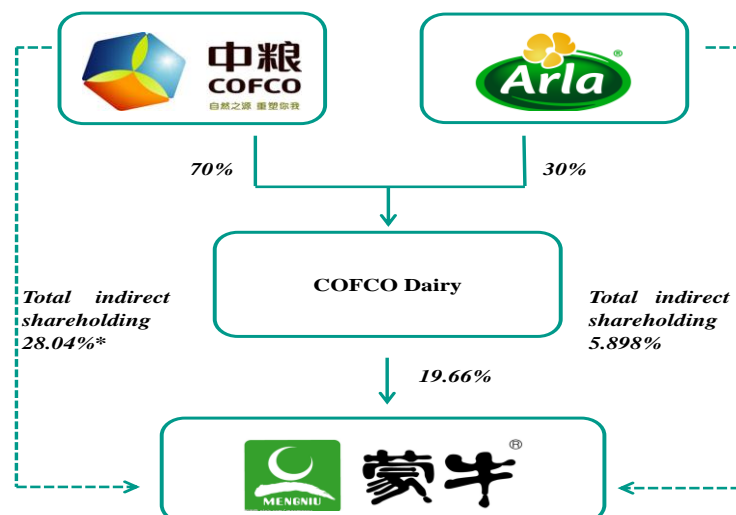 中粮
COFCO
自然之源 重塑你我
Arla
®
70%
30%
COFCO Dairy
Total indirect
shareholding
28.04%*
Total indirect
shareholding
5.898%
19.66%
MENGNIU
蒙牛
®